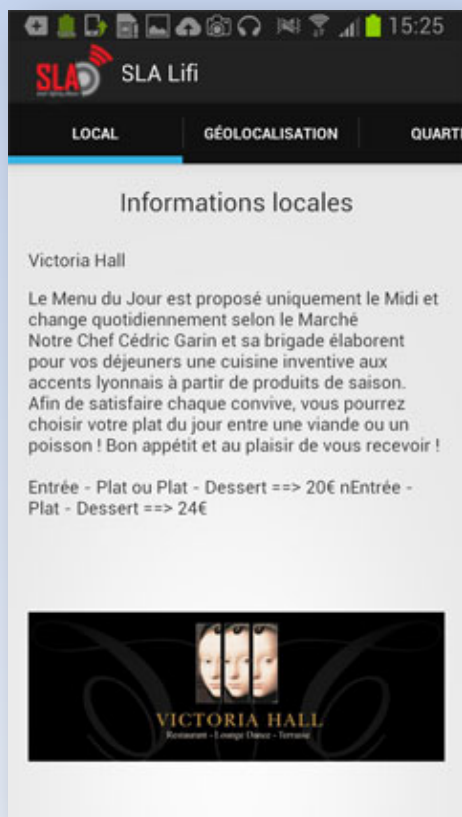 15:25
SLA
SLA Lifi
LOCAL
GÉOLOCALISATION
QUARTI
Informations locales
Victoria Hall
Le Menu du Jour est proposé uniquement le Midi et
change quotidiennement selon le Marché
Notre Chef Cédric Garin et sa brigade élaborent
pour vos déjeuners une cuisine inventive aux
accents lyonnais à partir de produits de saison.
Afin de satisfaire chaque convive, vous pourrez
choisir votre plat du jour entre une viande ou un
poisson ! Bon appétit et au plaisir de vous recevoir !
Entrée - Plat ou Plat - Dessert ==> 20€ nEntrée -
Plat - Dessert ==> 24€
VICTORIA HALL
Restaurant - Lounge Dance - Terrasse